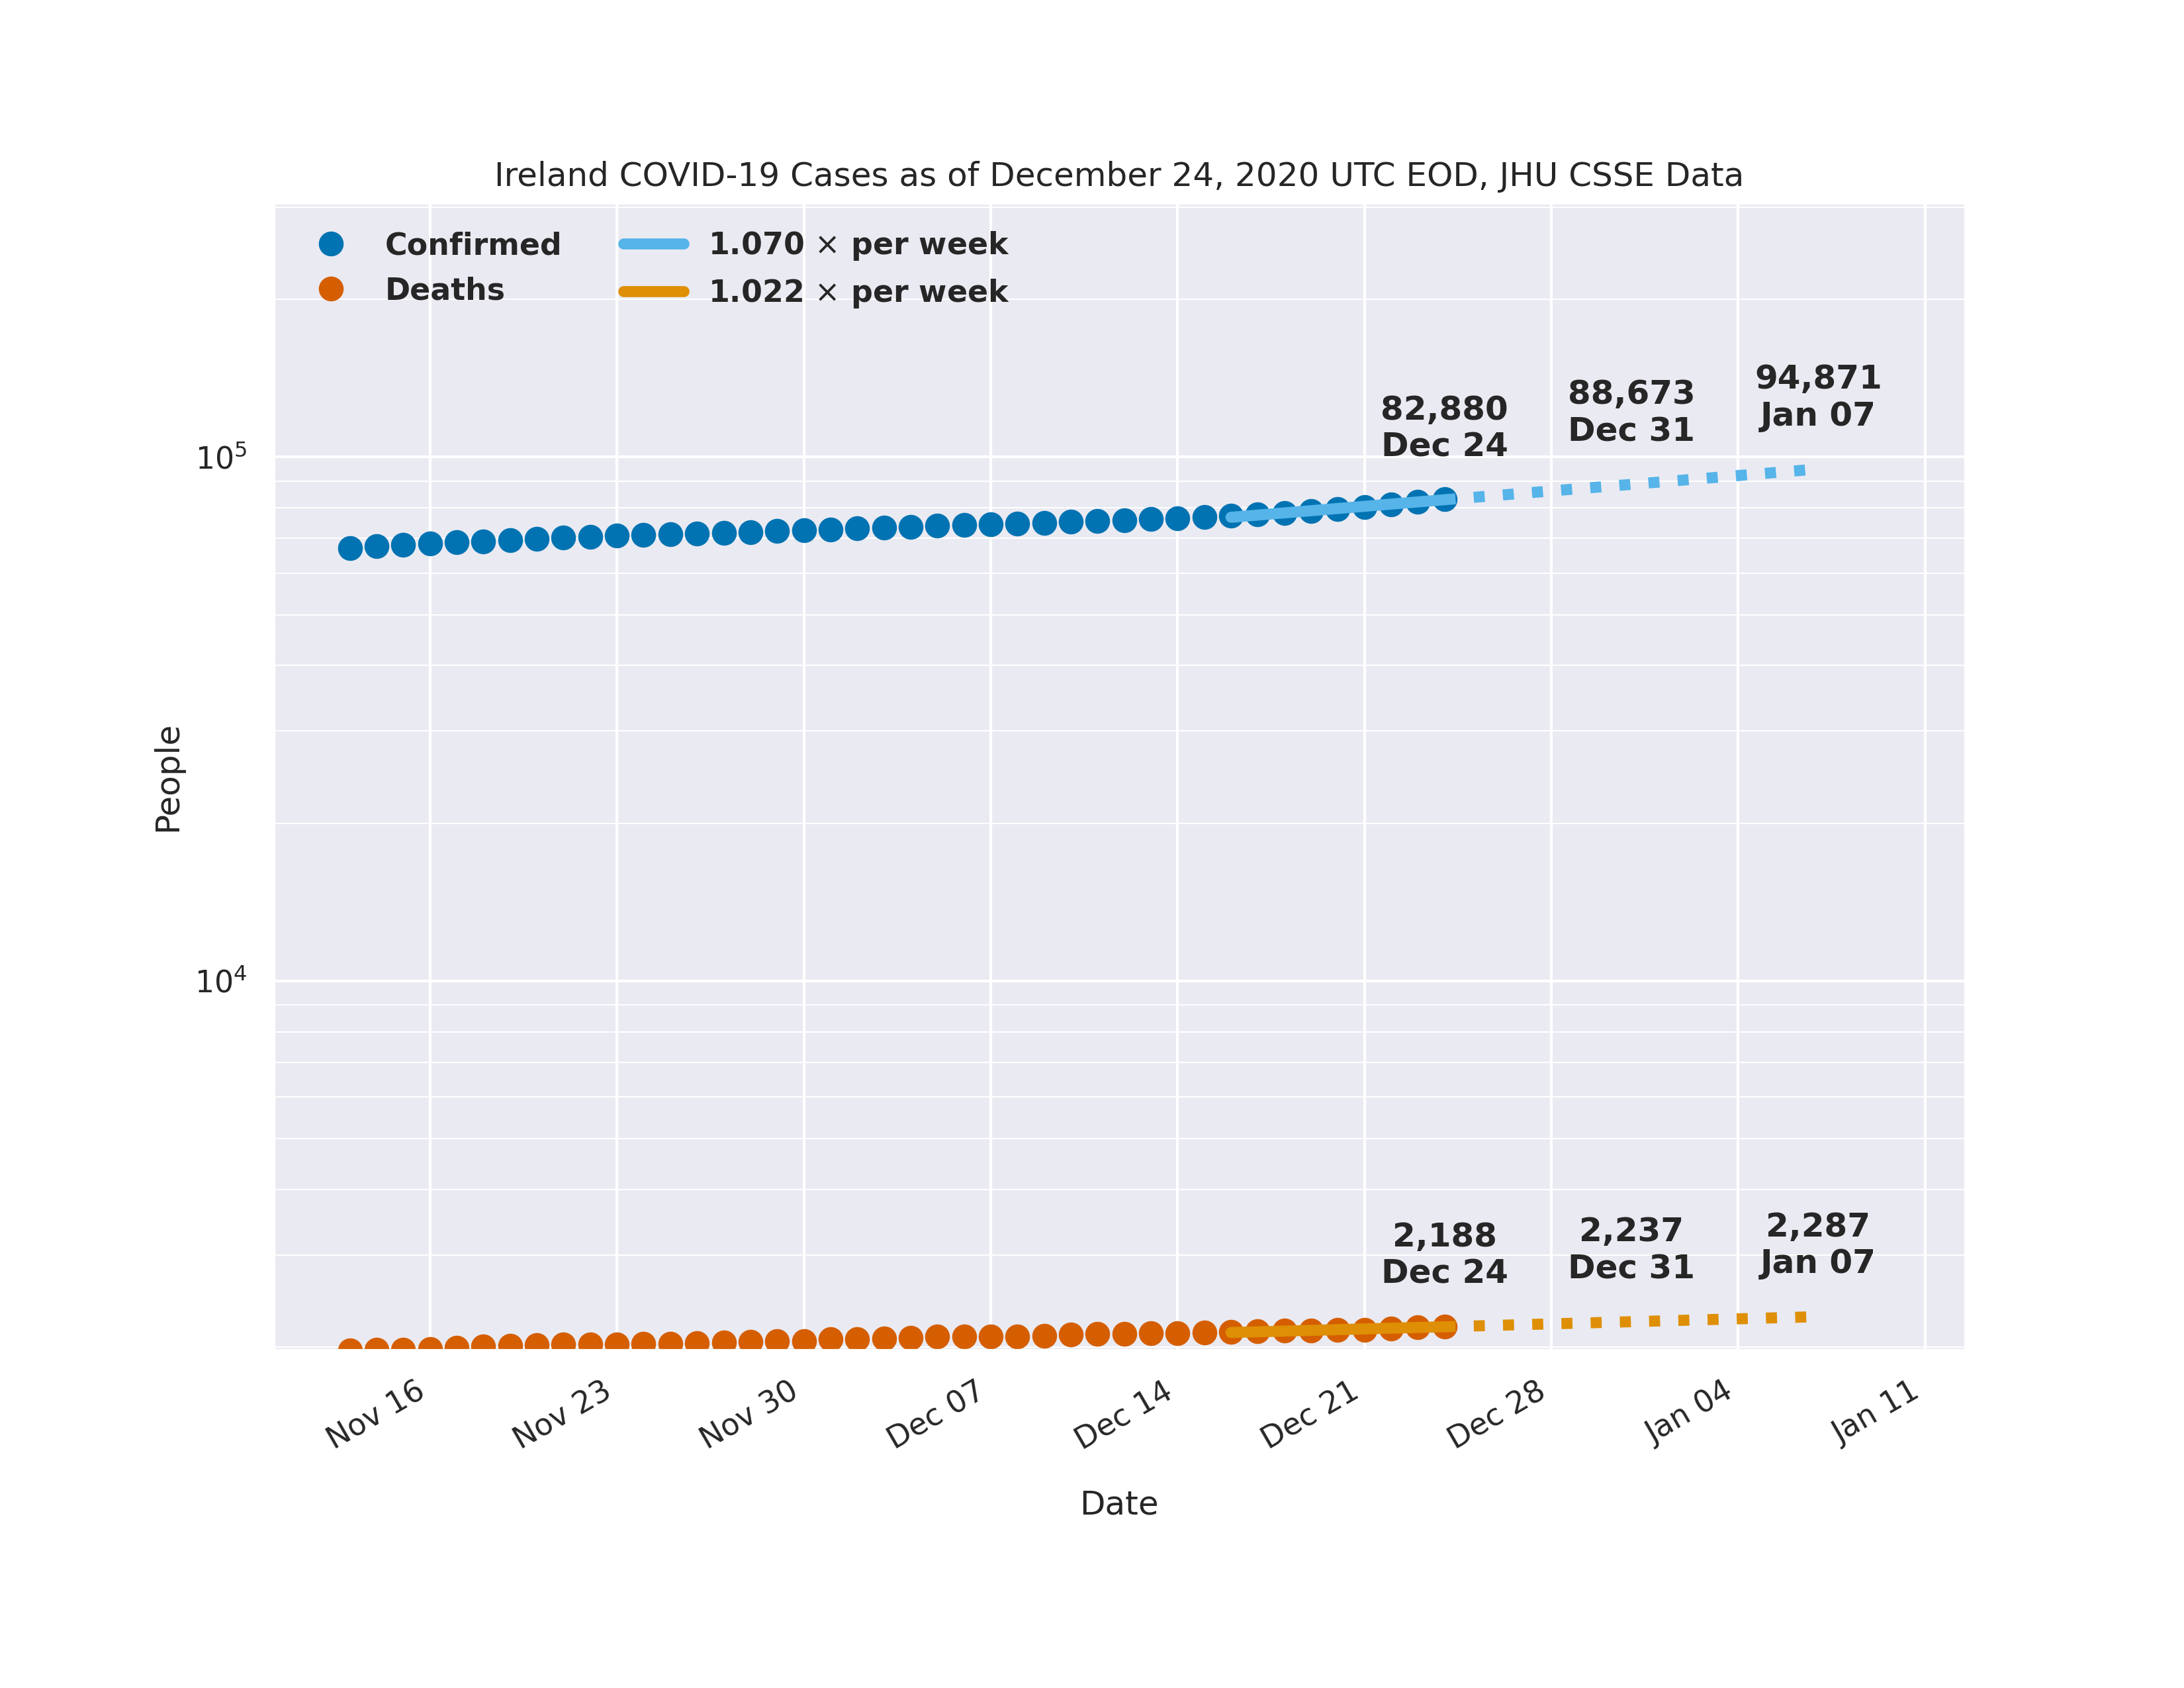 Ireland COVID-19 Cases as of December 24, 2020 UTC EOD, JHU CSSE Data
Confirmed
Deaths
1.070 × per week
1.022 × per week
82,880
Dec 24
88,673
Dec 31
94,871
Jan 07
10⁵
10⁴
People
2,188
Dec 24
2,237
Dec 31
2,287
Jan 07
Nov 16
Nov 23
Nov 30
Dec 07
Dec 14
Dec 21
Dec 28
Jan 04
Jan 11
Date